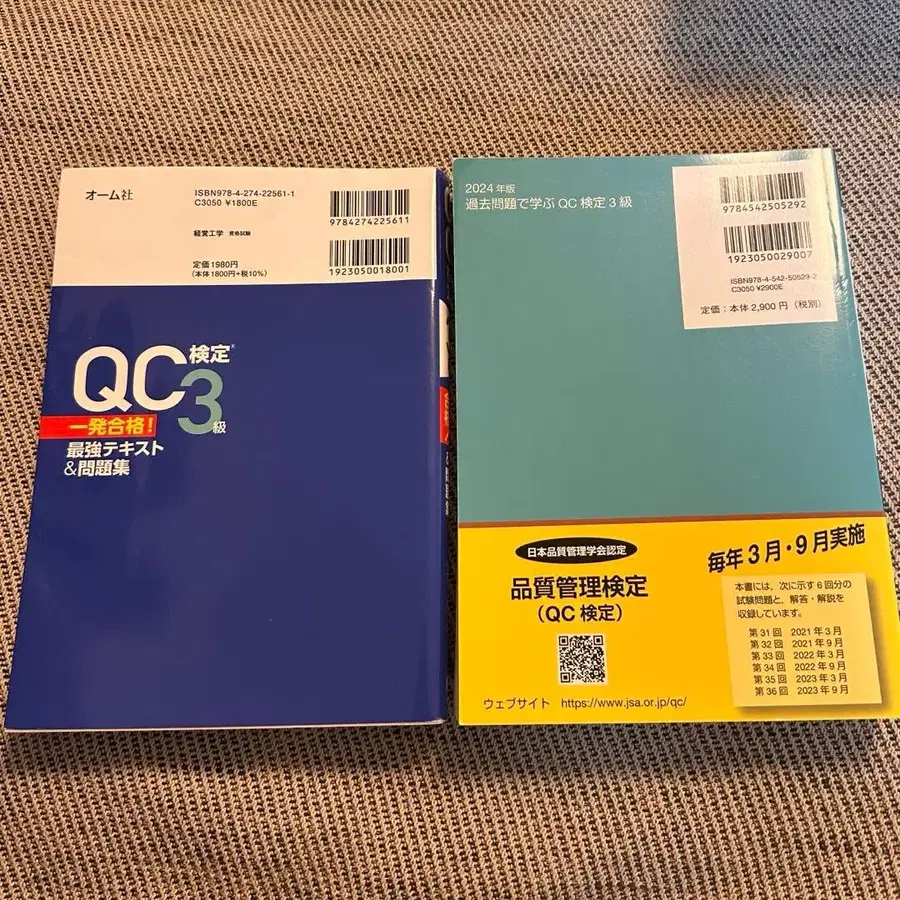 オーム社
ISBN978-4-274-22561-1
C3050 ¥1800E
9784274225611
経営工学 資格試験
1923050018001
定価1980円
(本体1800円+税10%)
QC検定®
3級
一発合格!
最強テキスト
&問題集
2024年版
過去問題で学ぶ QC 検定 3 級
9784542505292
1923050029007
ISBN978-4-542-50529-2
C3050 ¥2900E
定価:本体 2,900 円(税別)
日本品質管理学会認定
品質管理検定
(QC 検定)
ウェブサイト https://www.jsa.or.jp/qc/
毎年3月・9月実施
本書には、次に示す6回分の
試験問題と、解答・解説を
収録しています。
第31回 2021年3月
第32回 2021年9月
第33回 2022年3月
第34回 2022年9月
第35回 2023年3月
第36回 2023年9月